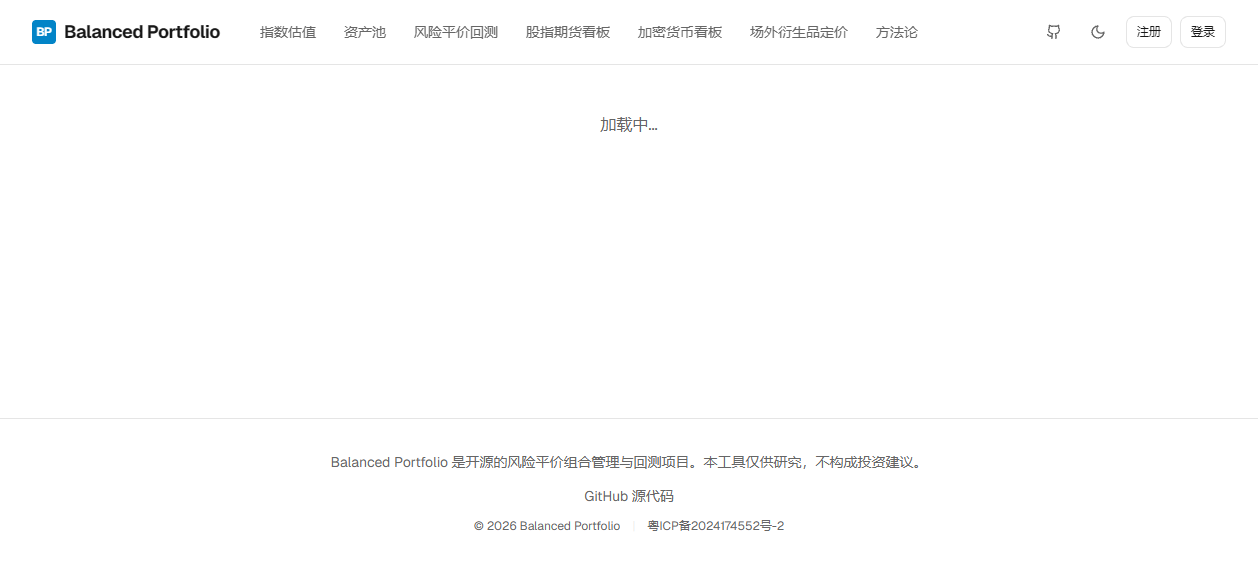 BP Balanced Portfolio 指数估值 资产池 风险平价回测 股指期货看板 加密货币看板 场外衍生品定价 方法论 注册 登录
加载中...
Balanced Portfolio 是开源的风险平价组合管理与回测项目。本工具仅供研究，不构成投资建议。
GitHub 源代码
© 2026 Balanced Portfolio | 粤ICP备2024174552号-2